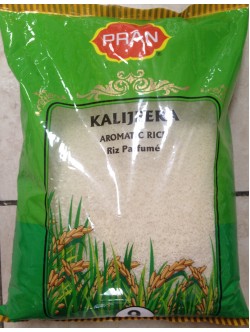 PRAN
KALIJEERA
AROMATIC RICE
Riz Parfumé